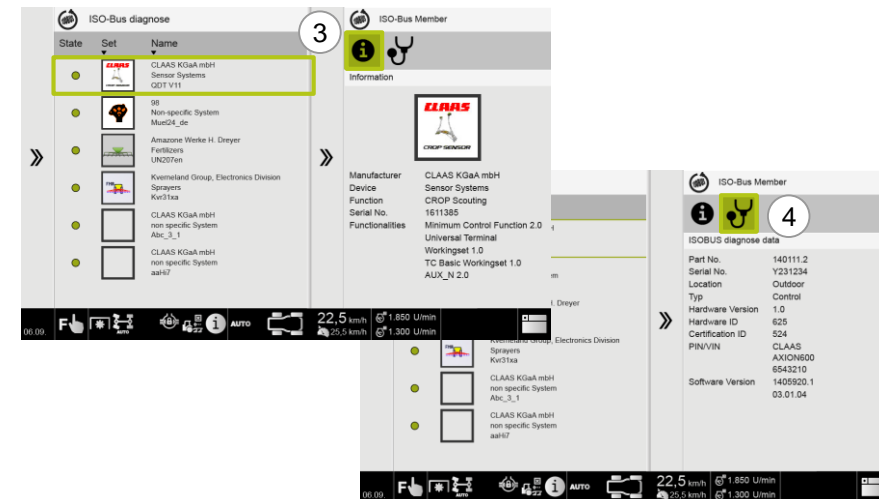 ISO-Bus diagnose
State Set Name
CLAAS KGaA mbH
Sensor Systems
QDT V11
98
Non-specific System
Muel24_de
Amazone Werke H. Dreyer
Fertilizers
UN207en
Kverneland Group, Electronics Division
Sprayers
Kvr31xa
CLAAS KGaA mbH
non specific System
Abc_3_1
CLAAS KGaA mbH
non specific System
aaHi7
3
ISO-Bus Member
Information
CLAAS
CROP SENSOR
Manufacturer CLAAS KGaA mbH
Device Sensor Systems
Function CROP Scouting
Serial No. 1611385
Functionalities Minimum Control Function 2.0
Universal Terminal
Workingset 1.0
TC Basic Workingset 1.0
AUX_N 2.0
06.09. F AUTO AUTO 22,5 km/h 1.850 U/min
25,5 km/h 1.300 U/min
Dreyer
Kverneland Group, Electronics Division
Sprayers
Kvr31xa
CLAAS KGaA mbH
non specific System
Abc_3_1
CLAAS KGaA mbH
non specific System
aaHi7
ISO-Bus Member
4
ISOBUS diagnose data
Part No. 140111.2
Serial No. Y231234
Location Outdoor
Typ Control
Hardware Version 1.0
Hardware ID 625
Certification ID 524
PIN/VIN CLAAS
AXION600
6543210
Software Version 1405920.1
03.01.04
06.09. F AUTO AUTO 22,5 km/h 1.850 U/min
25,5 km/h 1.300 U/min